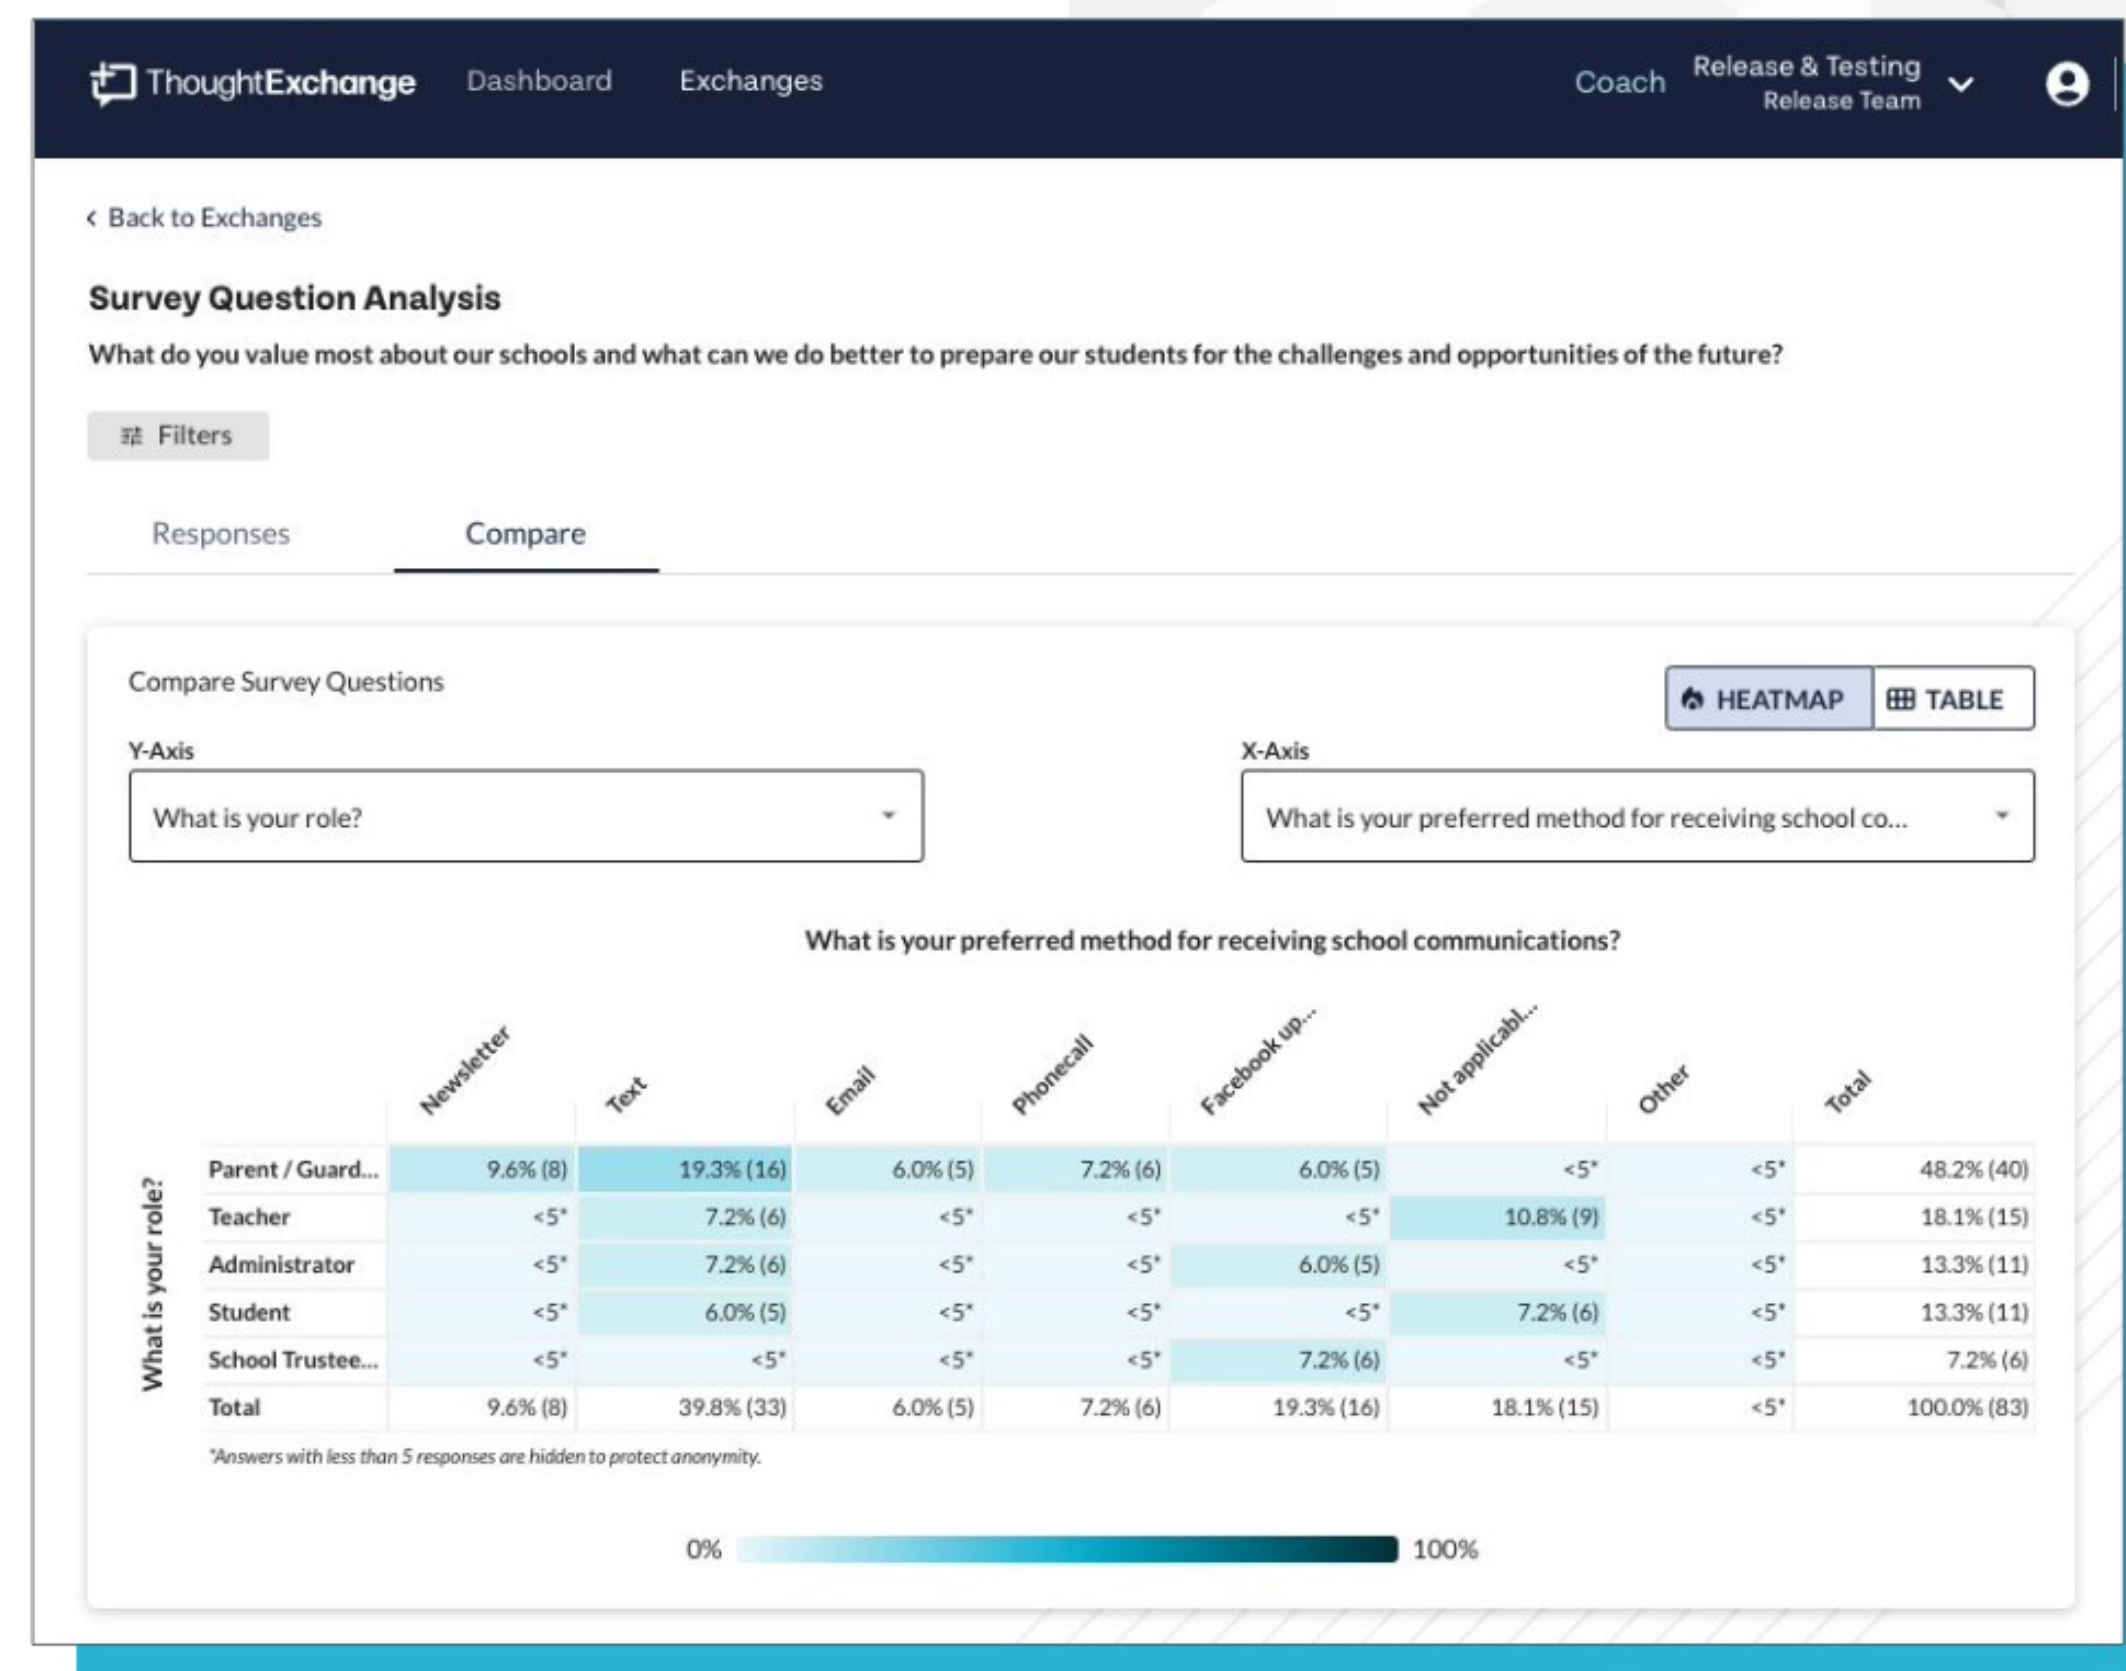 ThoughtExchange Dashboard Exchanges Coach Release & Testing
Release Team
‹ Back to Exchanges
Survey Question Analysis
What do you value most about our schools and what can we do better to prepare our students for the challenges and opportunities of the future?
Filters
Responses Compare
Compare Survey Questions
HEATMAP TABLE
Y-Axis X-Axis
What is your role? What is your preferred method for receiving school co...
What is your preferred method for receiving school communications?
Newsletter Text Email Phonecall Facebook up... Not applicabl... Other Total
What is your role?
Parent / Guard... 9.6% (8) 19.3% (16) 6.0% (5) 7.2% (6) 6.0% (5) <5* <5* 48.2% (40)
Teacher <5* 7.2% (6) <5* <5* <5* 10.8% (9) <5* 18.1% (15)
Administrator <5* 7.2% (6) <5* <5* 6.0% (5) <5* <5* 13.3% (11)
Student <5* 6.0% (5) <5* <5* <5* 7.2% (6) <5* 13.3% (11)
School Trustee... <5* <5* <5* <5* 7.2% (6) <5* <5* 7.2% (6)
Total 9.6% (8) 39.8% (33) 6.0% (5) 7.2% (6) 19.3% (16) 18.1% (15) <5* 100.0% (83)
*Answers with less than 5 responses are hidden to protect anonymity.
0% 100%